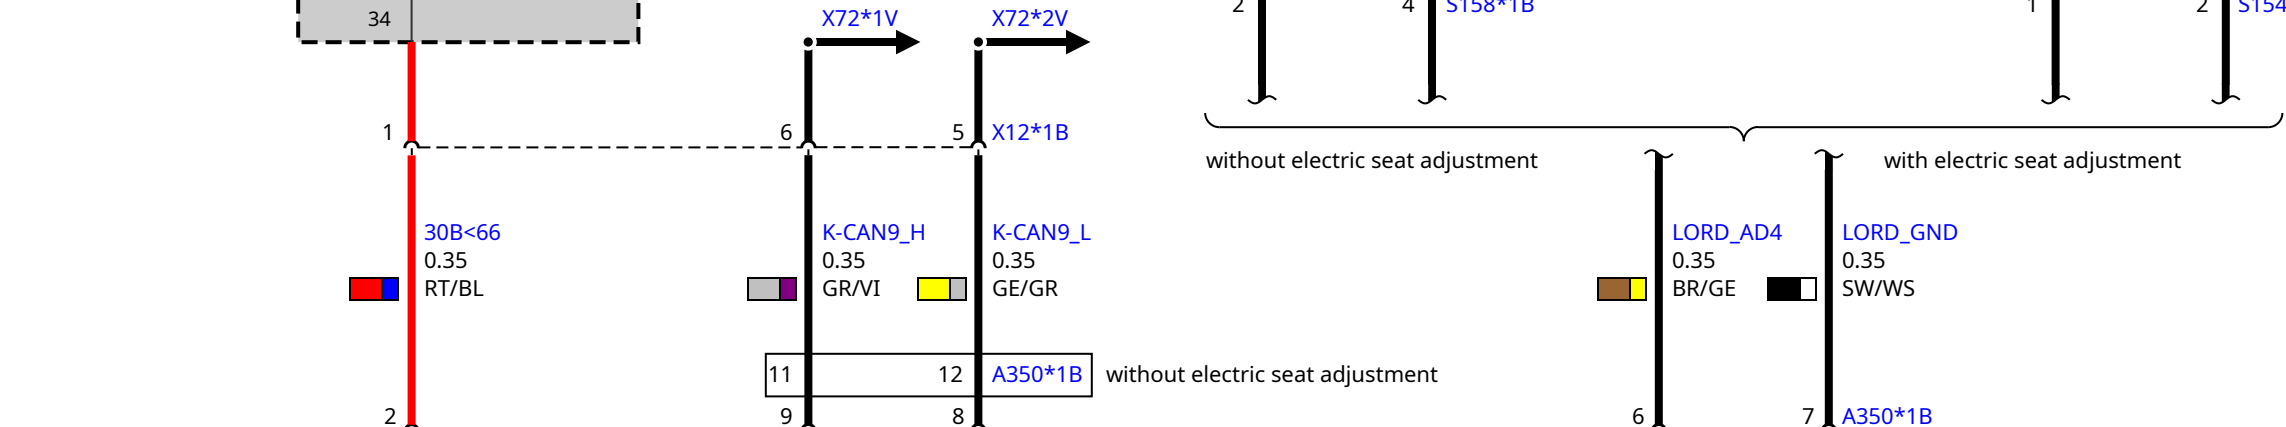 34
X72*1V
X72*2V
2
4
S158*1B
1
2
S154
1
6
5
X12*1B
without electric seat adjustment
with electric seat adjustment
30B<66
0.35
RT/BL
K-CAN9_H
0.35
GR/VI
K-CAN9_L
0.35
GE/GR
LORD_AD4
0.35
BR/GE
LORD_GND
0.35
SW/WS
11
12
A350*1B
without electric seat adjustment
2
9
8
6
7
A350*1B